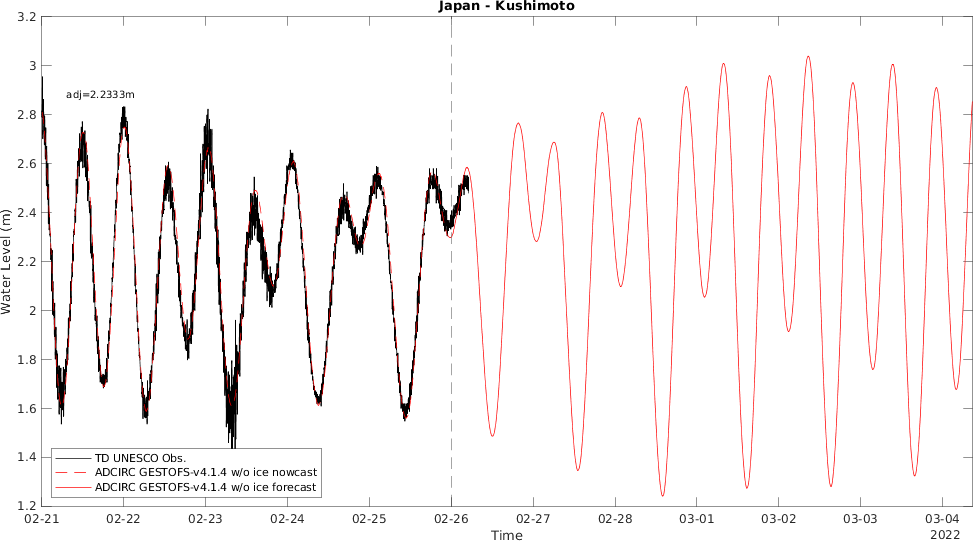 Japan - Kushimoto
3.2
3
2.8
2.6
2.4
2.2
2
1.8
1.6
1.4
1.2
Water Level (m)
adj=2.2333m
TD UNESCO Obs.
ADCIRC GESTOFS-v4.1.4 w/o ice nowcast
ADCIRC GESTOFS-v4.1.4 w/o ice forecast
02-21 02-22 02-23 02-24 02-25 02-26 02-27 02-28 03-01 03-02 03-03 03-04
Time 2022